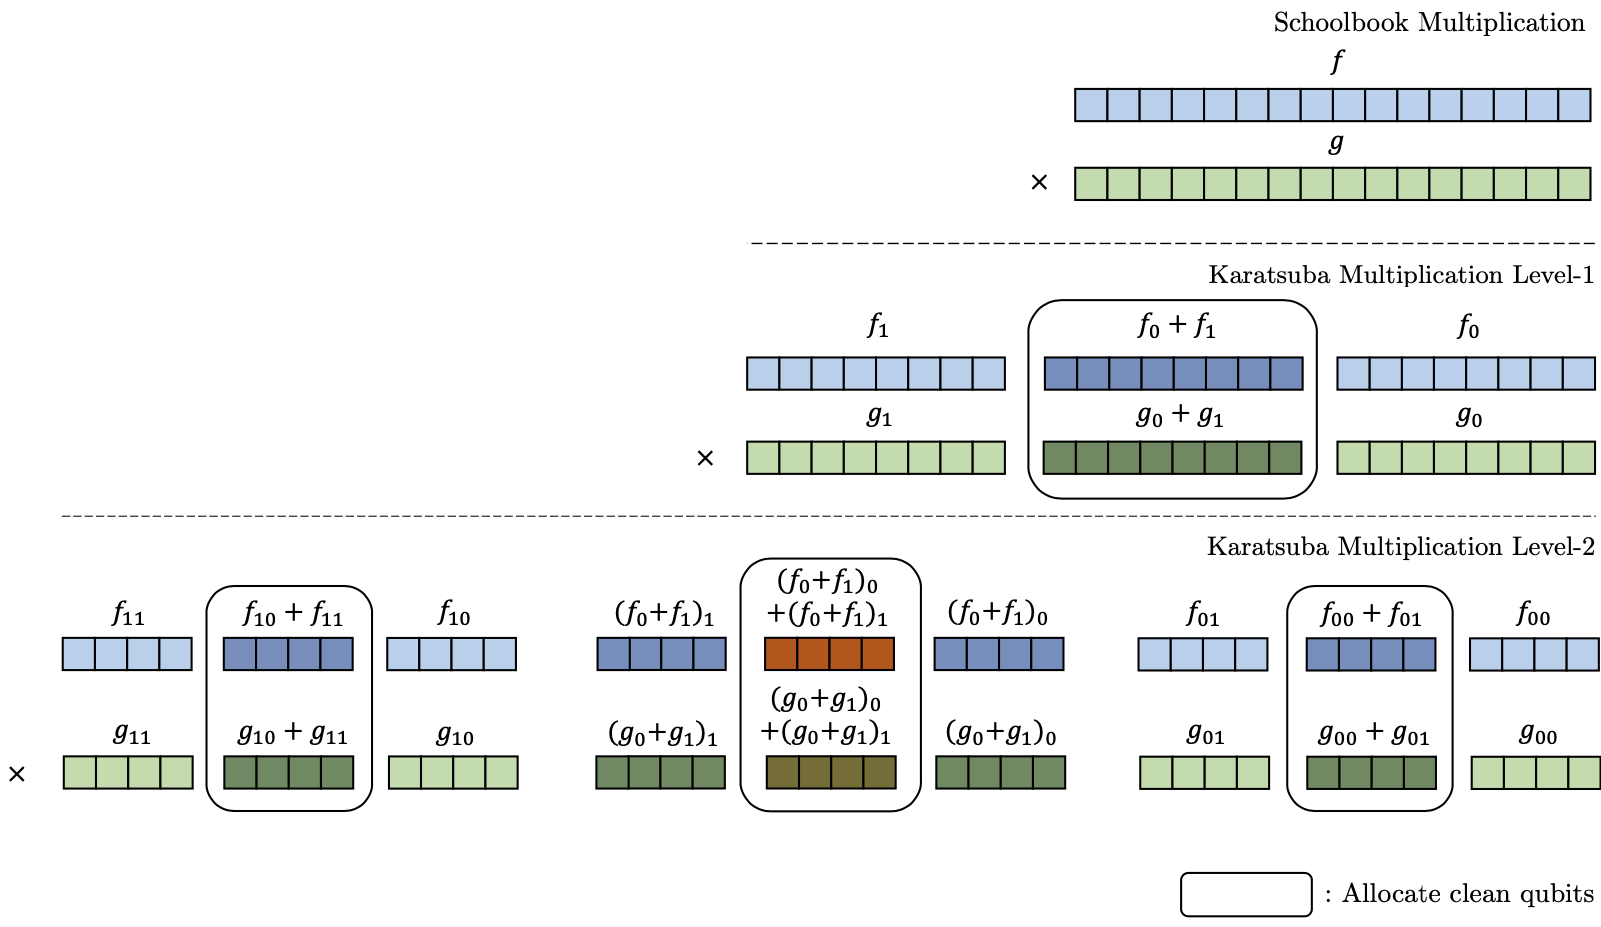 Schoolbook Multiplication
f
g
×
Karatsuba Multiplication Level-1
f₁ f₀ + f₁ f₀
g₁ g₀ + g₁ g₀
×
Karatsuba Multiplication Level-2
f₁₁ f₁₀ + f₁₁ f₁₀ (f₀+f₁)₁ (f₀+f₁)₀ +(f₀+f₁)₁ (f₀+f₁)₀ f₀₁ f₀₀ + f₀₁ f₀₀
g₁₁ g₁₀ + g₁₁ g₁₀ (g₀+g₁)₁ (g₀+g₁)₀ +(g₀+g₁)₁ (g₀+g₁)₀ g₀₁ g₀₀ + g₀₁ g₀₀
×
: Allocate clean qubits